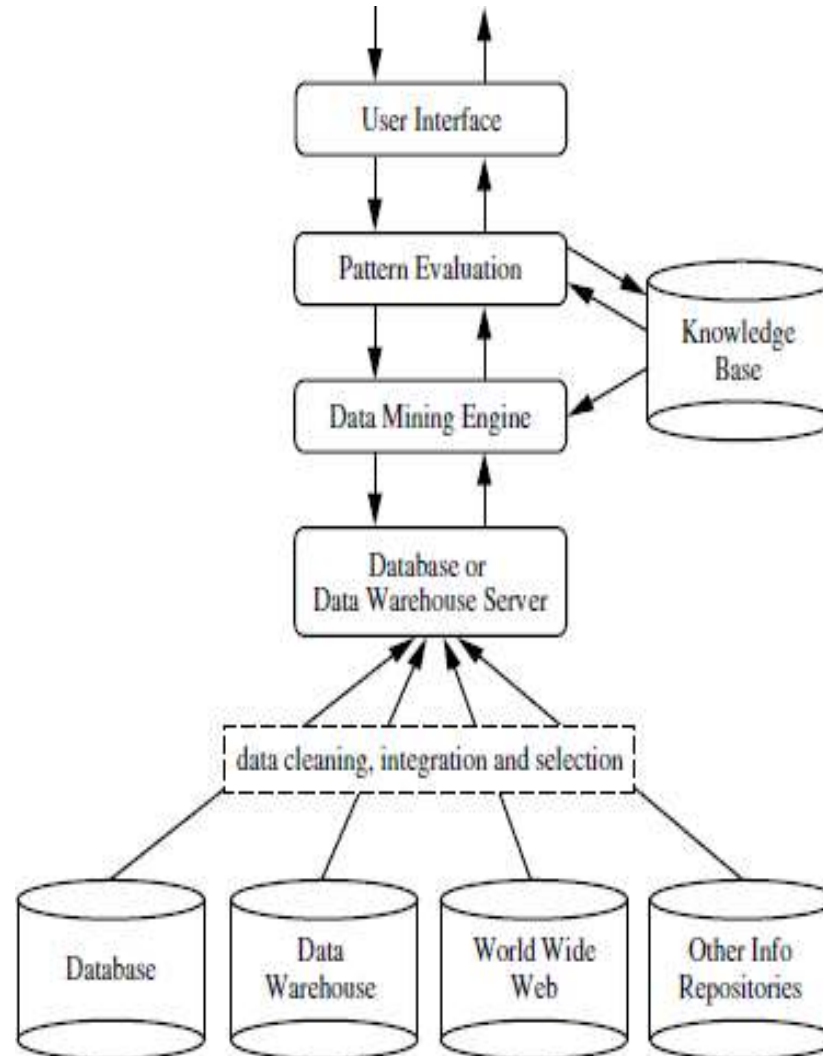 User Interface
Pattern Evaluation
Knowledge
Base
Data Mining Engine
Database or
Data Warehouse Server
data cleaning, integration and selection
Database
Data
Warehouse
World Wide
Web
Other Info
Repositories